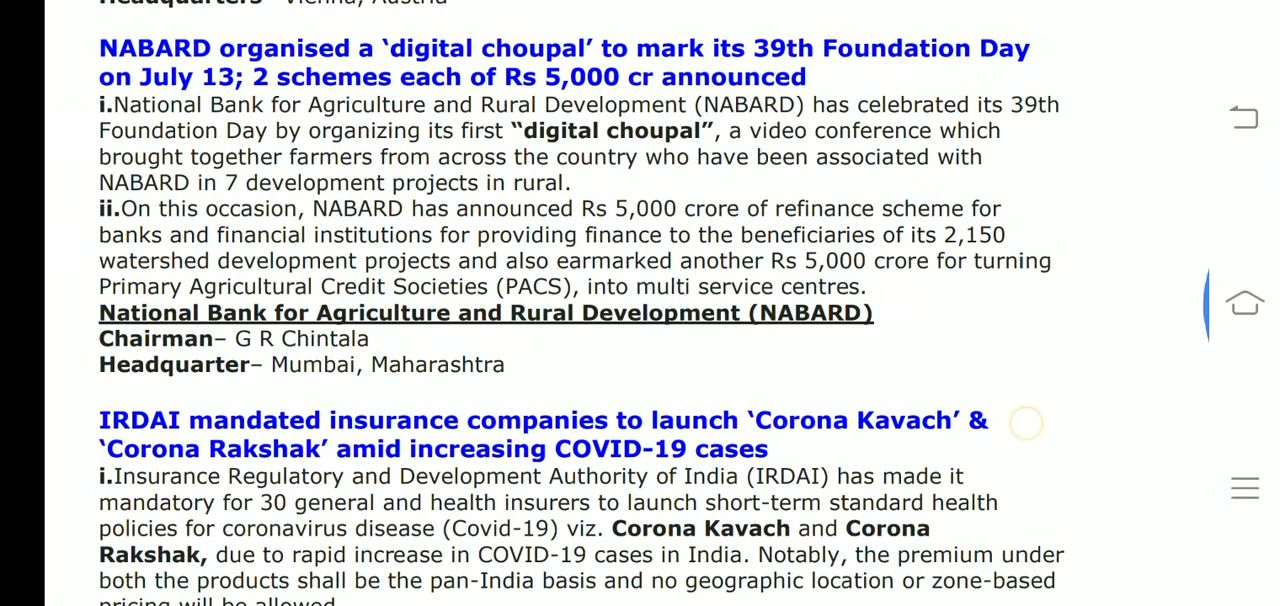 Headquarters– Vienna, Austria
NABARD organised a ‘digital choupal’ to mark its 39th Foundation Day
on July 13; 2 schemes each of Rs 5,000 cr announced
i.National Bank for Agriculture and Rural Development (NABARD) has celebrated its 39th
Foundation Day by organizing its first “digital choupal”, a video conference which
brought together farmers from across the country who have been associated with
NABARD in 7 development projects in rural.
ii.On this occasion, NABARD has announced Rs 5,000 crore of refinance scheme for
banks and financial institutions for providing finance to the beneficiaries of its 2,150
watershed development projects and also earmarked another Rs 5,000 crore for turning
Primary Agricultural Credit Societies (PACS), into multi service centres.
National Bank for Agriculture and Rural Development (NABARD)
Chairman– G R Chintala
Headquarter– Mumbai, Maharashtra
IRDAI mandated insurance companies to launch ‘Corona Kavach’ &
‘Corona Rakshak’ amid increasing COVID-19 cases
i.Insurance Regulatory and Development Authority of India (IRDAI) has made it
mandatory for 30 general and health insurers to launch short-term standard health
policies for coronavirus disease (Covid-19) viz. Corona Kavach and Corona
Rakshak, due to rapid increase in COVID-19 cases in India. Notably, the premium under
both the products shall be the pan-India basis and no geographic location or zone-based
pricing will be allowed.